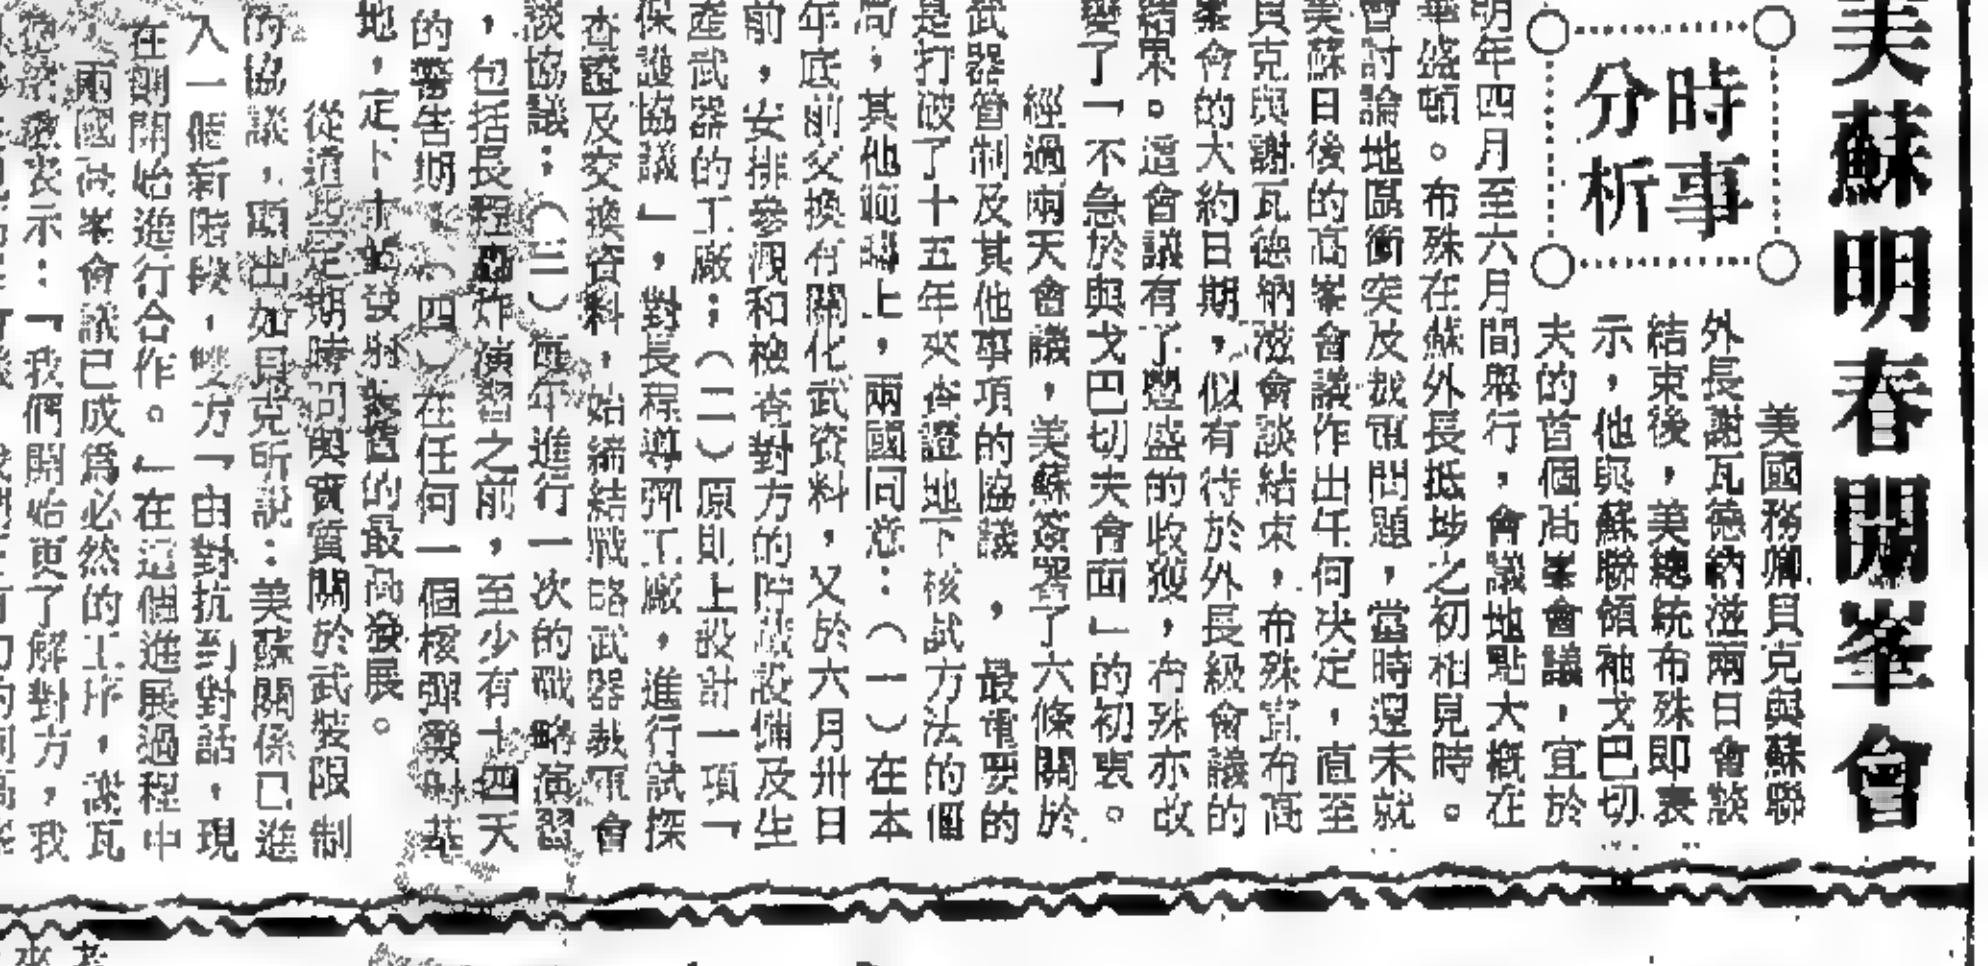 美蘇明春開峯會
時事
分析
美國務卿貝克與蘇聯
外長謝瓦德納茲兩日會談
結束後，美總統布殊即表
示，他與蘇聯領袖戈巴切
夫的首個高峯會議，宜於
明年四月至六月間舉行，會議地點大槪在
華盛頓。布殊在蘇外長抵埗之初相見時。
會討論地區衝突及裁軍問題，當時還未就
美蘇日後的高峯會議作出任何決定，直至
貝克與謝瓦德納茲會談結束，布殊宣布高
峯會的大約日期，似有待於外長級會議的
結果。這會議有了豐盛的收穫，布殊亦改
變了「不急於與戈巴切夫會面」的初衷。
經過兩天會議，美蘇簽署了六條關於
武器管制及其他事項的協議，最重要的
是打破了十五年來查證地下核試方法的僵
局，其他範疇上，兩國同意：（一）在本
年底前交換有關化武資料，又於六月卅日
前，安排參觀和檢查對方的貯藏設備及生
產武器的工廠；（二）原則上設計一項「
保證協議」，對長程導彈工廠，進行試探
查證及交換資料，始締結戰略武器裁軍會
談協議；（三）每年進行一次的戰略演習
，包括長程轟炸演習之前，至少有十四天
的警告期；（四）在任何一個核彈發射基
地，定下 發射裝置的最高發展。
從這 期時間與實質關於武裝限制
的協議，顯出如貝克所說：美蘇關係已進
入一個新階段，雙方「由對抗到對話，現
在則開始進行合作。」在這個進展過程中
，兩國高峯會議已成爲必然的工序，謝瓦
表示：「我們開始更了解對方，我